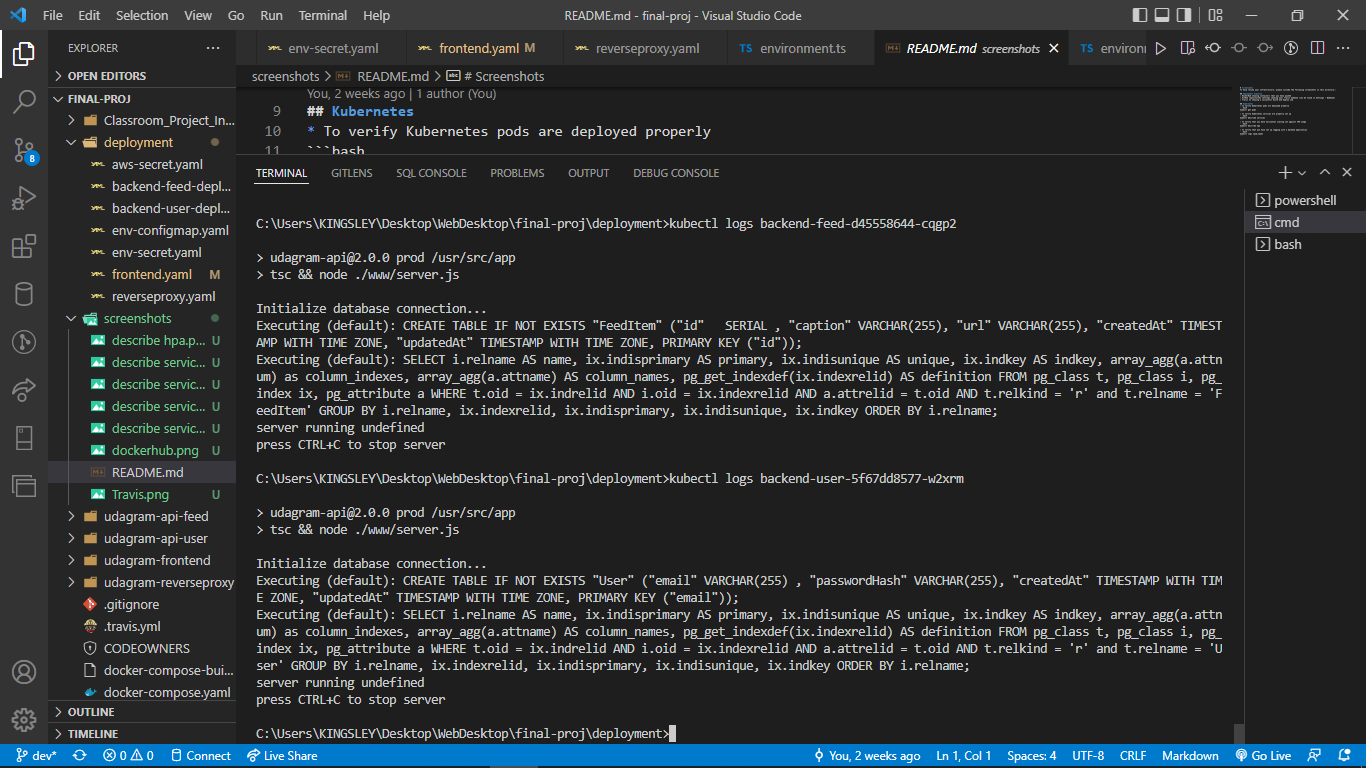 File Edit Selection View Go Run Terminal Help README.md - final-proj - Visual Studio Code
EXPLORER
OPEN EDITORS
FINAL-PROJ
Classroom_Project_In...
deployment
aws-secret.yaml
backend-feed-depl...
backend-user-depl...
env-configmap.yaml
env-secret.yaml
frontend.yaml M
reverseproxy.yaml
screenshots
describe hpa.p... U
describe servic... U
describe servic... U
describe servic... U
describe servic... U
dockerhub.png U
README.md
Travis.png U
udagram-api-feed
udagram-api-user
udagram-frontend
udagram-reverseproxy
.gitignore
.travis.yml
CODEOWNERS
docker-compose-bui...
docker-compose.yaml
OUTLINE
TIMELINE
8
env-secret.yaml frontend.yaml M reverseproxy.yaml TS environment.ts README.md screenshots TS environ
screenshots > README.md > # Screenshots
You, 2 weeks ago | 1 author (You)
9 ## Kubernetes
10 * To verify Kubernetes pods are deployed properly
11 ```bash
TERMINAL GITLENS SQL CONSOLE PROBLEMS OUTPUT DEBUG CONSOLE
powershell
cmd
bash
C:\Users\KINGSLEY\Desktop\WebDesktop\final-proj\deployment>kubectl logs backend-feed-d45558644-cqgp2
> udagram-api@2.0.0 prod /usr/src/app
> tsc && node ./www/server.js
Initialize database connection...
Executing (default): CREATE TABLE IF NOT EXISTS "FeedItem" ("id"   SERIAL , "caption" VARCHAR(255), "url" VARCHAR(255), "createdAt" TIMEST
AMP WITH TIME ZONE, "updatedAt" TIMESTAMP WITH TIME ZONE, PRIMARY KEY ("id"));
Executing (default): SELECT i.relname AS name, ix.indisprimary AS primary, ix.indisunique AS unique, ix.indkey AS indkey, array_agg(a.attn
um) as column_indexes, array_agg(a.attname) AS column_names, pg_get_indexdef(ix.indexrelid) AS definition FROM pg_class t, pg_class i, pg_
index ix, pg_attribute a WHERE t.oid = ix.indrelid AND i.oid = ix.indexrelid AND a.attrelid = t.oid AND t.relkind = 'r' and t.relname = 'F
eedItem' GROUP BY i.relname, ix.indexrelid, ix.indisprimary, ix.indisunique, ix.indkey ORDER BY i.relname;
server running undefined
press CTRL+C to stop server
C:\Users\KINGSLEY\Desktop\WebDesktop\final-proj\deployment>kubectl logs backend-user-5f67dd8577-w2xrm
> udagram-api@2.0.0 prod /usr/src/app
> tsc && node ./www/server.js
Initialize database connection...
Executing (default): CREATE TABLE IF NOT EXISTS "User" ("email" VARCHAR(255) , "passwordHash" VARCHAR(255), "createdAt" TIMESTAMP WITH TIM
E ZONE, "updatedAt" TIMESTAMP WITH TIME ZONE, PRIMARY KEY ("email"));
Executing (default): SELECT i.relname AS name, ix.indisprimary AS primary, ix.indisunique AS unique, ix.indkey AS indkey, array_agg(a.attn
um) as column_indexes, array_agg(a.attname) AS column_names, pg_get_indexdef(ix.indexrelid) AS definition FROM pg_class t, pg_class i, pg_
index ix, pg_attribute a WHERE t.oid = ix.indrelid AND i.oid = ix.indexrelid AND a.attrelid = t.oid AND t.relkind = 'r' and t.relname = 'U
ser' GROUP BY i.relname, ix.indexrelid, ix.indisprimary, ix.indisunique, ix.indkey ORDER BY i.relname;
server running undefined
press CTRL+C to stop server
C:\Users\KINGSLEY\Desktop\WebDesktop\final-proj\deployment>
dev* 0 0 Connect Live Share You, 2 weeks ago Ln 1, Col 1 Spaces: 4 UTF-8 CRLF Markdown Go Live